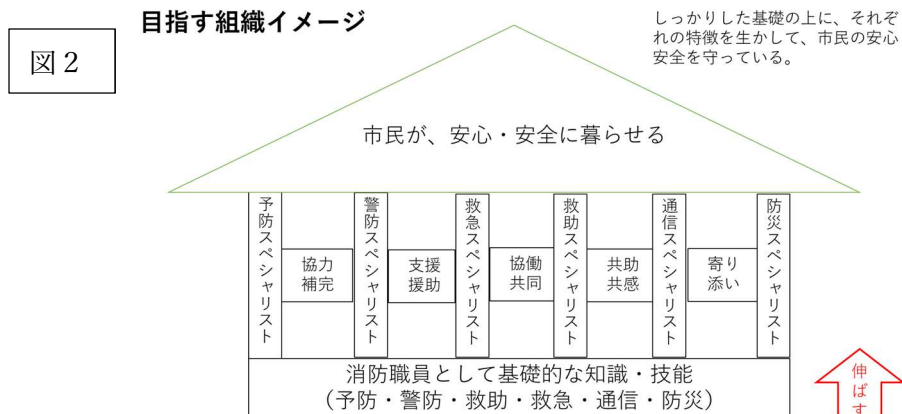 目指す組織イメージ
図２
しっかりした基礎の上に、それぞ
れの特徴を生かして、市民の安心
安全を守っている。
市民が、安心・安全に暮らせる
予防スペシャリスト
協力
補完
警防スペシャリスト
支援
援助
救急スペシャリスト
協働
共同
救助スペシャリスト
共助
共感
通信スペシャリスト
寄り
添い
防災スペシャリスト
消防職員として基礎的な知識・技能
（予防・警防・救助・救急・通信・防災）
伸ばす